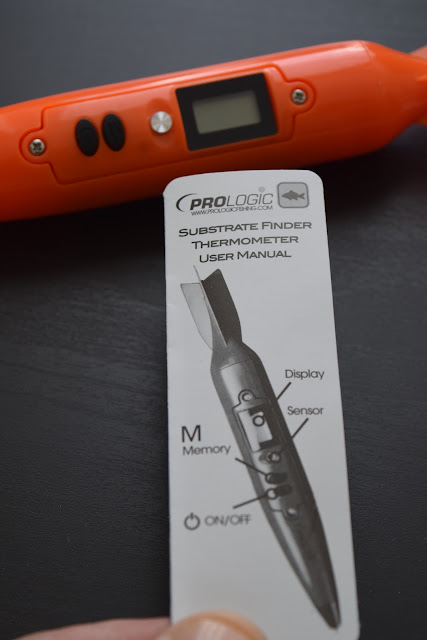 PROLOGIC®
WWW.PROLOGICFISHING.COM
SUBSTRATE FINDER
THERMOMETER
USER MANUAL
Display
Sensor
M
Memory
ON/OFF